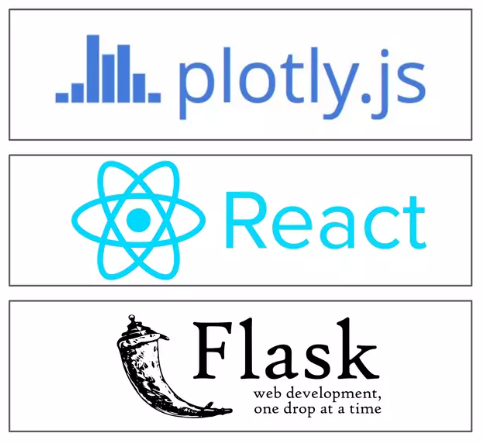 plotly.js
React
Flask
web development,
one drop at a time